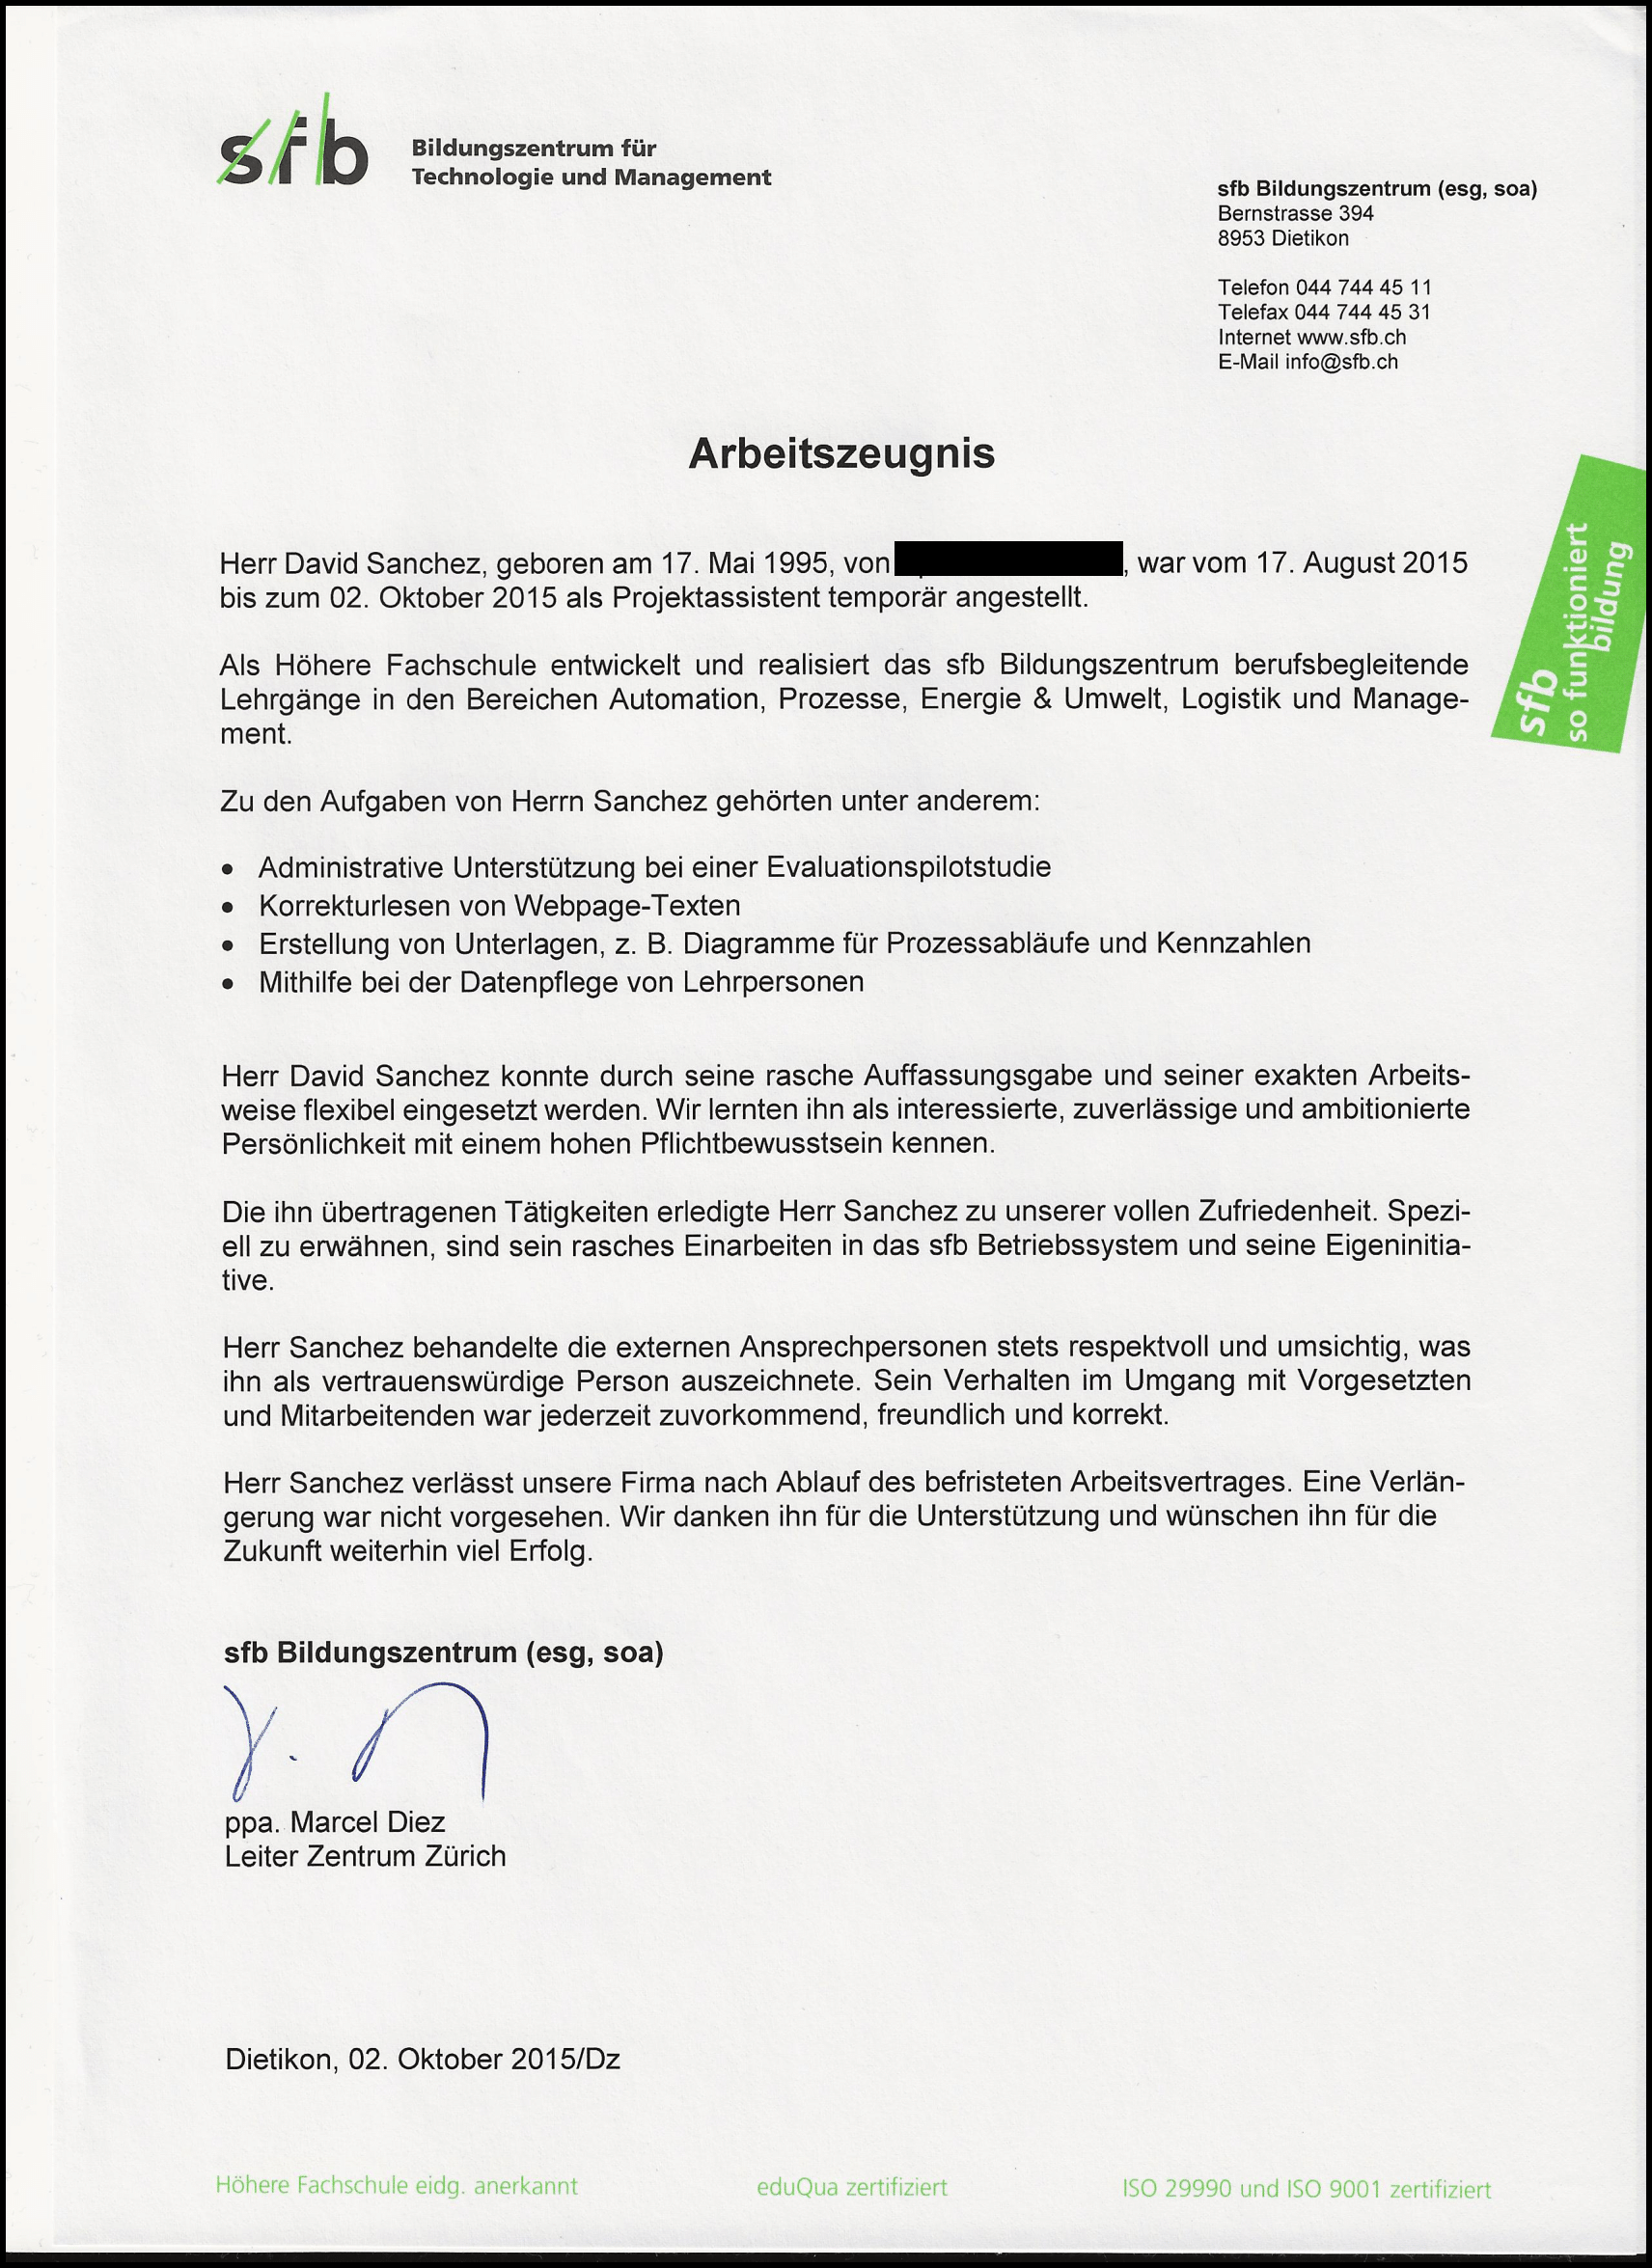 sfb
Bildungszentrum für
Technologie und Management
sfb Bildungszentrum (esg, soa)
Bernstrasse 394
8953 Dietikon
Telefon 044 744 45 11
Telefax 044 744 45 31
Internet www.sfb.ch
E-Mail info@sfb.ch
Arbeitszeugnis
sfb
so funktioniert
bildung
Herr David Sanchez, geboren am 17. Mai 1995, von , war vom 17. August 2015
bis zum 02. Oktober 2015 als Projektassistent temporär angestellt.
Als Höhere Fachschule entwickelt und realisiert das sfb Bildungszentrum berufsbegleitende
Lehrgänge in den Bereichen Automation, Prozesse, Energie & Umwelt, Logistik und Manage-
ment.
Zu den Aufgaben von Herrn Sanchez gehörten unter anderem:
• Administrative Unterstützung bei einer Evaluationspilotstudie
• Korrekturlesen von Webpage-Texten
• Erstellung von Unterlagen, z. B. Diagramme für Prozessabläufe und Kennzahlen
• Mithilfe bei der Datenpflege von Lehrpersonen
Herr David Sanchez konnte durch seine rasche Auffassungsgabe und seiner exakten Arbeits-
weise flexibel eingesetzt werden. Wir lernten ihn als interessierte, zuverlässige und ambitionierte
Persönlichkeit mit einem hohen Pflichtbewusstsein kennen.
Die ihn übertragenen Tätigkeiten erledigte Herr Sanchez zu unserer vollen Zufriedenheit. Spezi-
ell zu erwähnen, sind sein rasches Einarbeiten in das sfb Betriebssystem und seine Eigeninitia-
tive.
Herr Sanchez behandelte die externen Ansprechpersonen stets respektvoll und umsichtig, was
ihn als vertrauenswürdige Person auszeichnete. Sein Verhalten im Umgang mit Vorgesetzten
und Mitarbeitenden war jederzeit zuvorkommend, freundlich und korrekt.
Herr Sanchez verlässt unsere Firma nach Ablauf des befristeten Arbeitsvertrages. Eine Verlän-
gerung war nicht vorgesehen. Wir danken ihn für die Unterstützung und wünschen ihn für die
Zukunft weiterhin viel Erfolg.
sfb Bildungszentrum (esg, soa)
ppa. Marcel Diez
Leiter Zentrum Zürich
Dietikon, 02. Oktober 2015/Dz
Höhere Fachschule eidg. anerkannt
eduQua zertifiziert
ISO 29990 und ISO 9001 zertifiziert